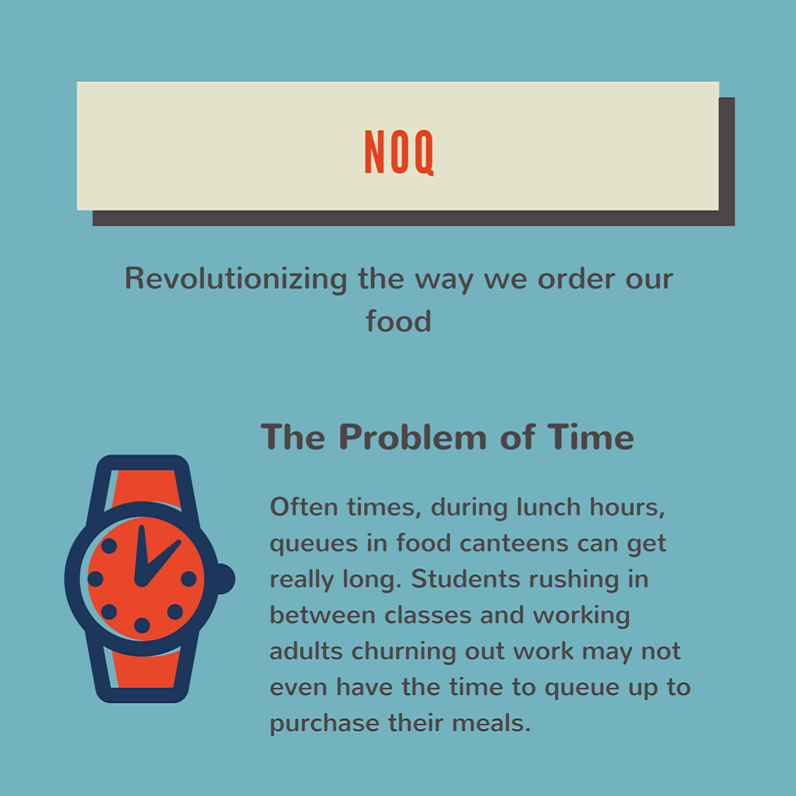 NOQ
Revolutionizing the way we order our
food
The Problem of Time
Often times, during lunch hours,
queues in food canteens can get
really long. Students rushing in
between classes and working
adults churning out work may not
even have the time to queue up to
purchase their meals.